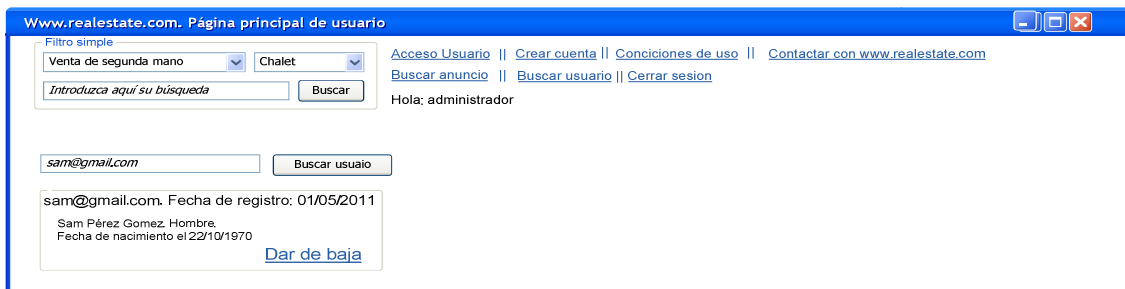 Www.realestate.com. Página principal de usuario
Filtro simple
Venta de segunda mano
Chalet
Introduzca aquí su búsqueda
Buscar
Acceso Usuario || Crear cuenta || Conciciones de uso || Contactar con www.realestate.com
Buscar anuncio || Buscar usuario || Cerrar sesion
Hola; administrador
sam@gmail.com
Buscar usuaio
sam@gmail.com. Fecha de registro: 01/05/2011
Sam Pérez Gomez. Hombre.
Fecha de nacimiento el 22/10/1970
Dar de baja